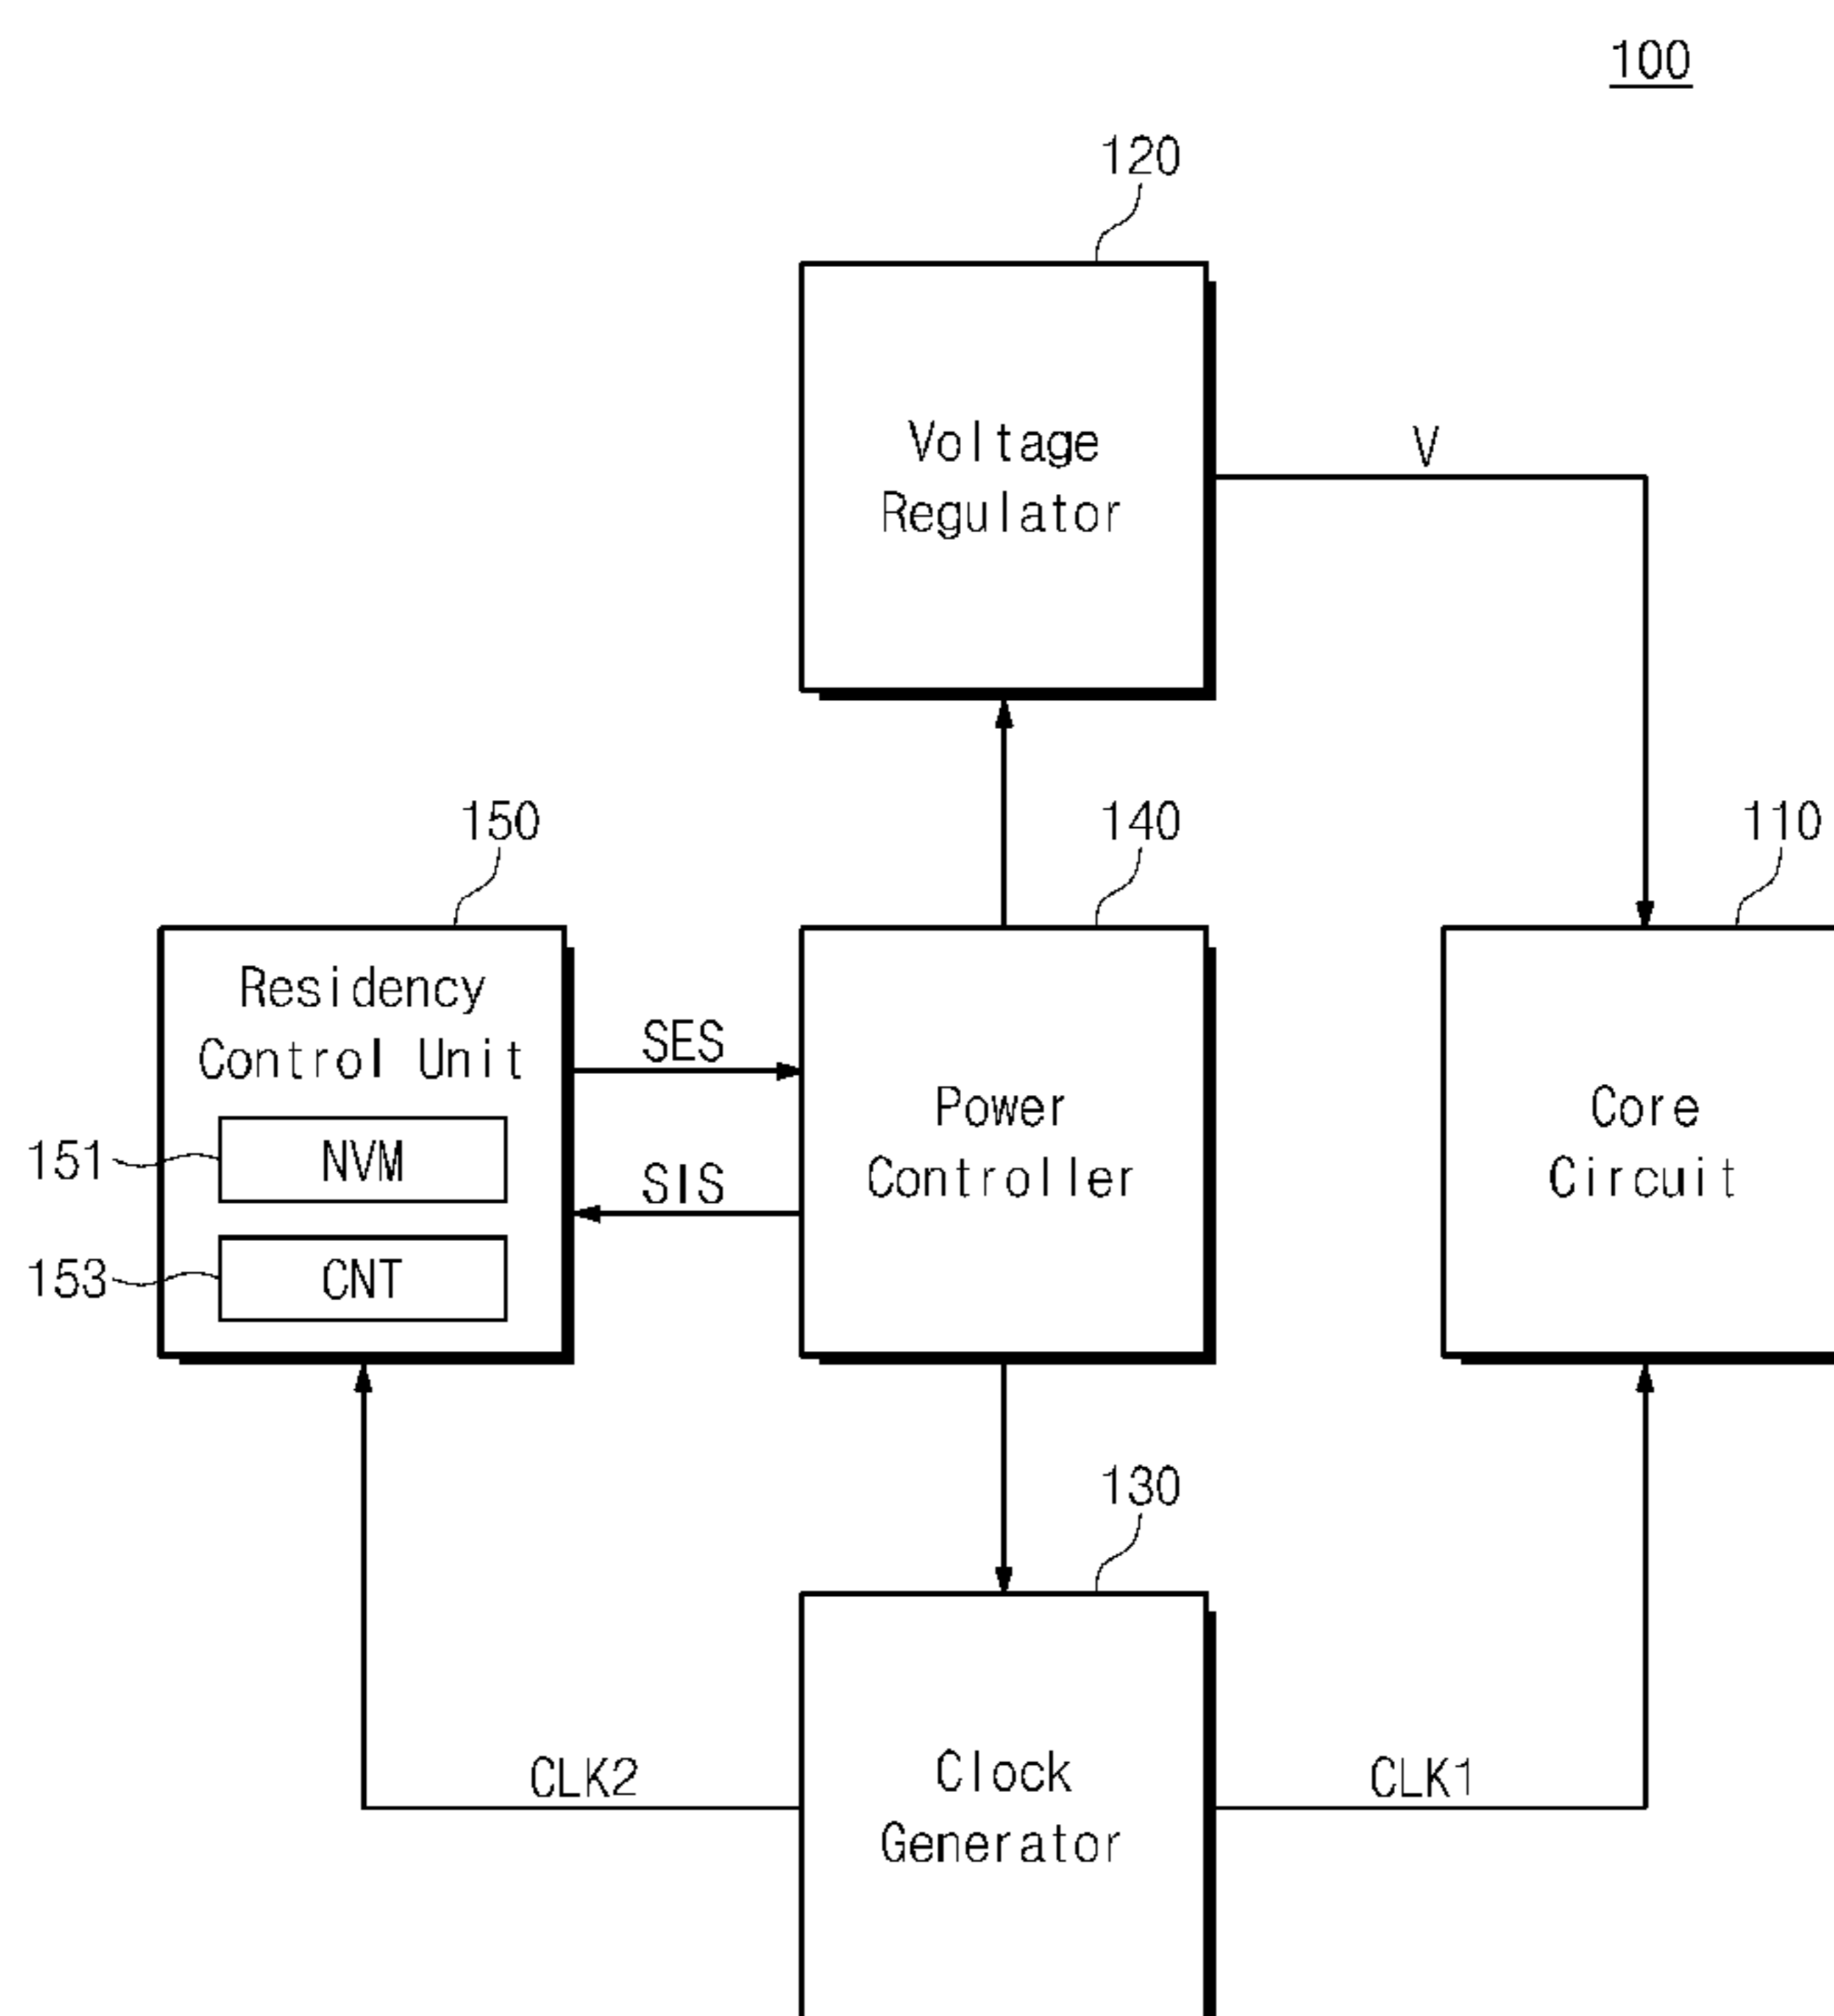 100
120
Voltage
Regulator
V
150
140
110
Residency
Control Unit
SES
Power
Controller
Core
Circuit
151
NVM
SIS
153
CNT
130
CLK2
Clock
Generator
CLK1